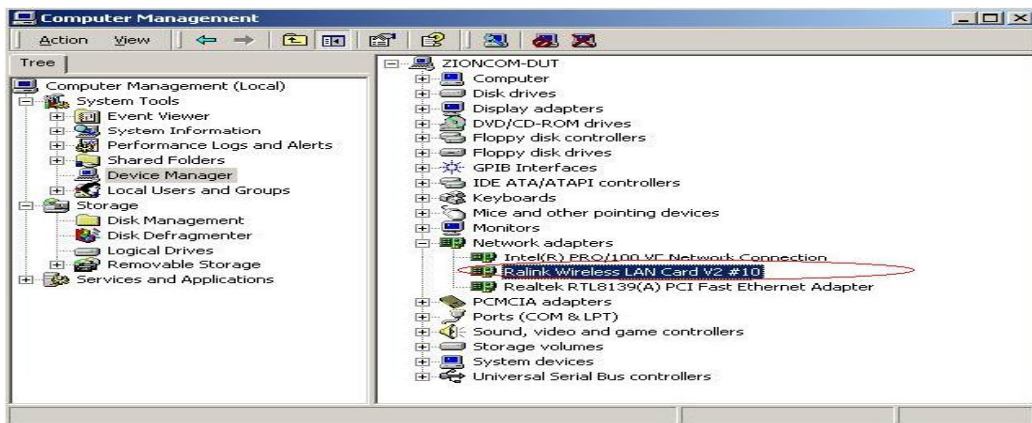 Computer Management
Action View
Tree
Computer Management (Local)
System Tools
Event Viewer
System Information
Performance Logs and Alerts
Shared Folders
Device Manager
Local Users and Groups
Storage
Disk Management
Disk Defragmenter
Logical Drives
Removable Storage
Services and Applications
ZIONCOM-DUT
Computer
Disk drives
Display adapters
DVD/CD-ROM drives
Floppy disk controllers
Floppy disk drives
GPIB Interfaces
IDE ATA/ATAPI controllers
Keyboards
Mice and other pointing devices
Monitors
Network adapters
Intel(R) PRO/100 VE Network Connection
Ralink Wireless LAN Card V2 #10
Realtek RTL8139(A) PCI Fast Ethernet Adapter
PCMCIA adapters
Ports (COM & LPT)
Sound, video and game controllers
Storage volumes
System devices
Universal Serial Bus controllers